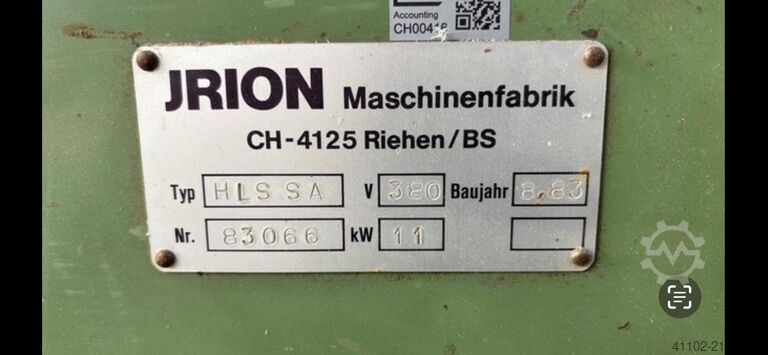 Accounting
CH00416
JRION Maschinenfabrik
CH-4125 Riehen/BS
Typ HLS SA V 380 Baujahr 8.83
Nr. 83066 kW 11
41102-21